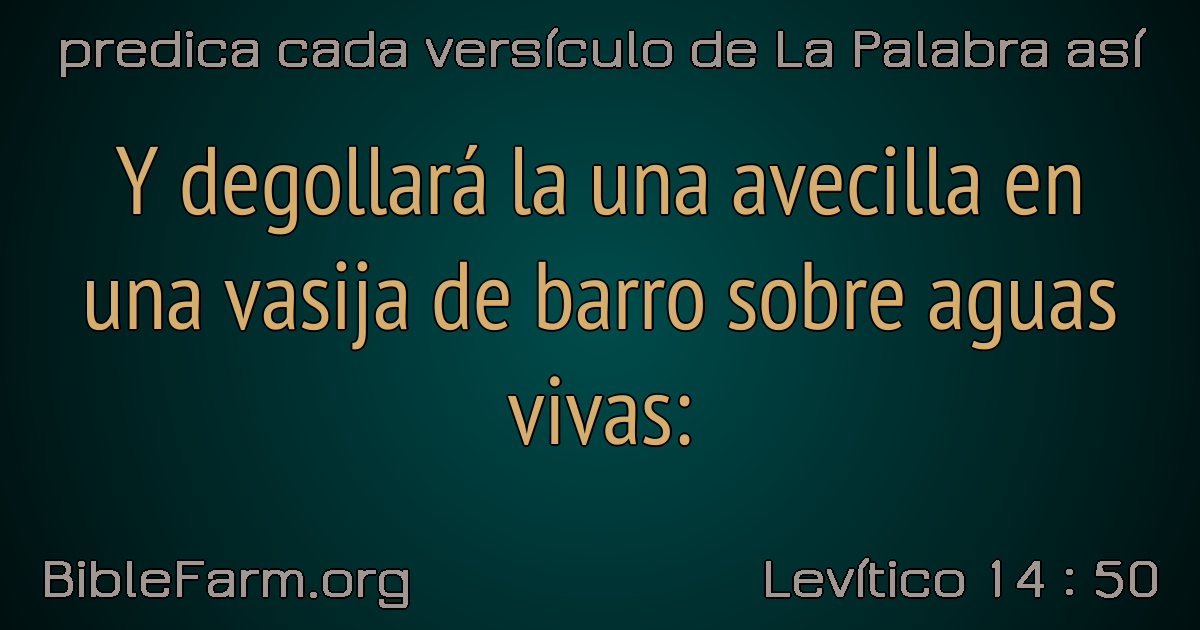 predica cada versículo de La Palabra así
Y degollará la una avecilla en
una vasija de barro sobre aguas
vivas:
BibleFarm.org
Levítico 14 : 50